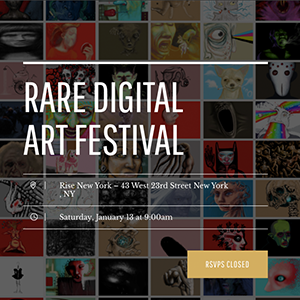 RARE DIGITAL
ART FESTIVAL
Rise New York – 43 West 23rd Street New York
, NY
Saturday, January 13 at 9:00am
RSVPS CLOSED